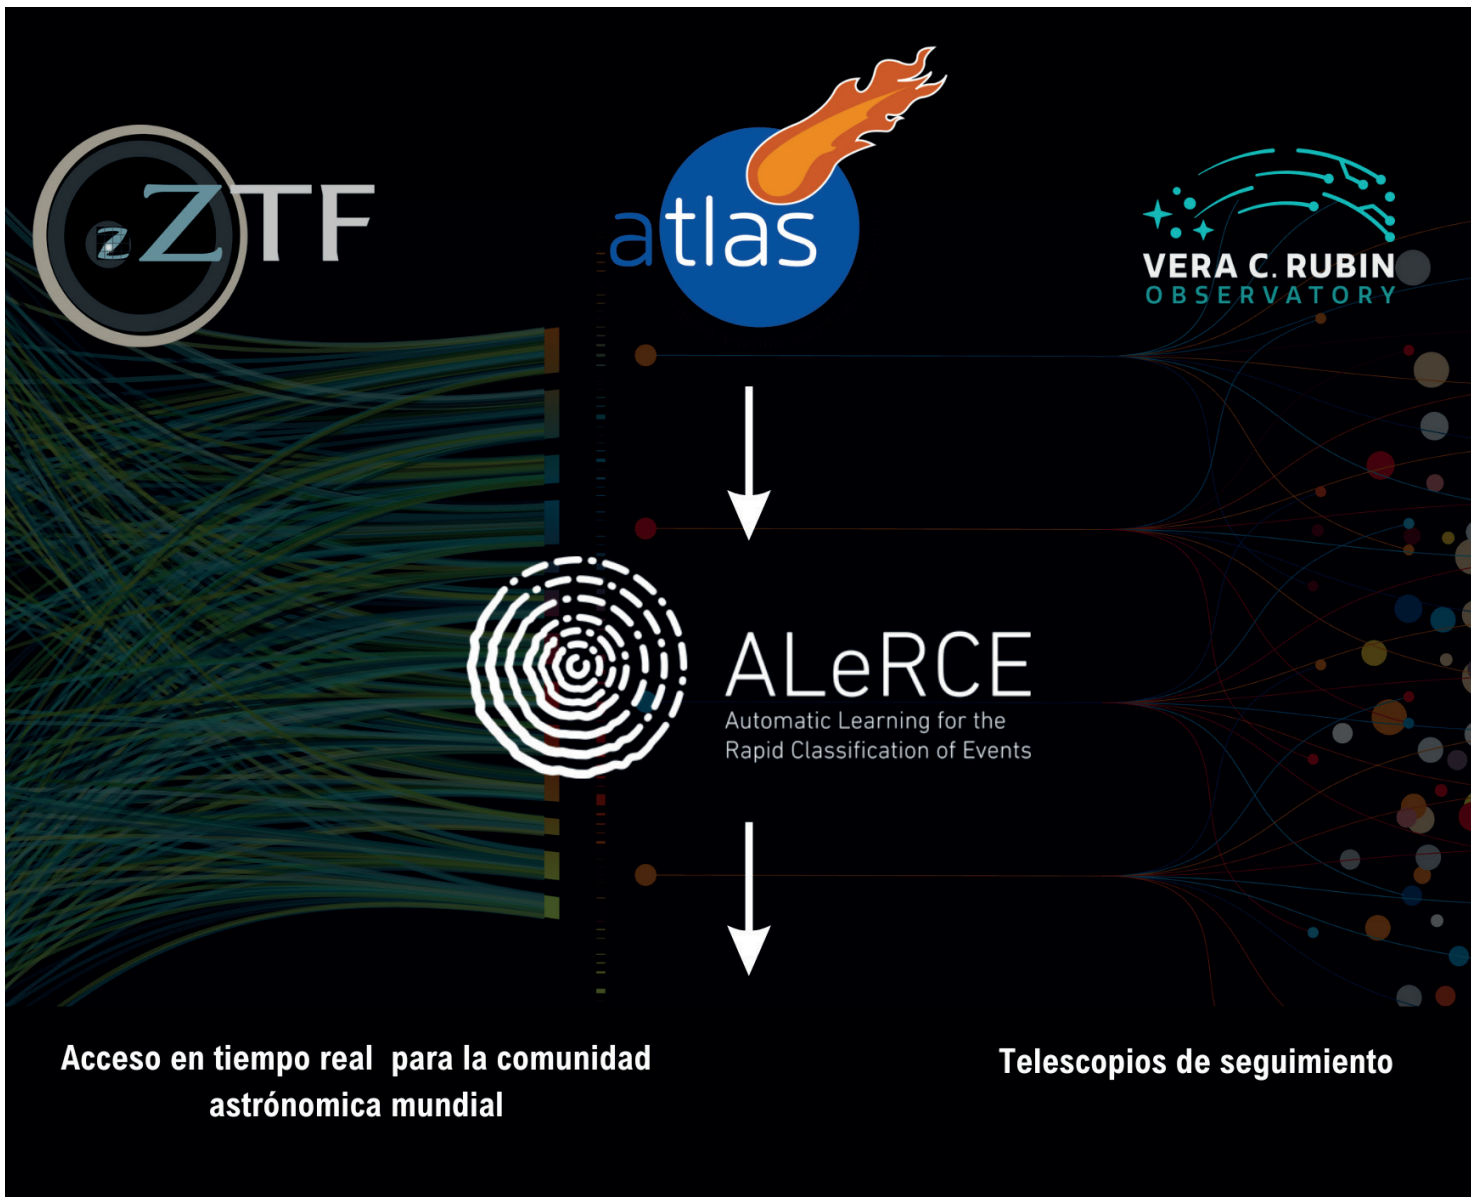 zZTF
atlas
VERA C. RUBIN
OBSERVATORY
ALeRCE
Automatic Learning for the
Rapid Classification of Events
Acceso en tiempo real para la comunidad
astrónomica mundial
Telescopios de seguimiento